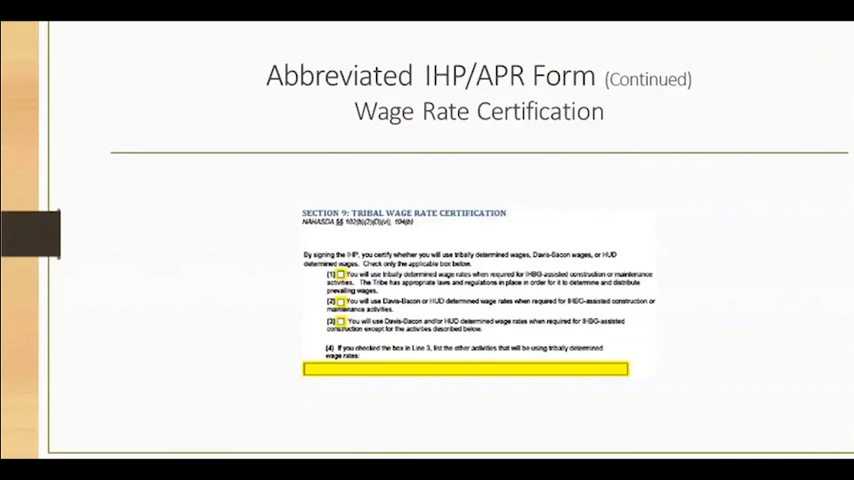 Abbreviated IHP/APR Form (Continued)
Wage Rate Certification
SECTION 9: TRIBAL WAGE RATE CERTIFICATION
NAHASDA §§ 102(b)(2)(D)(vi), 104(b)
By signing the IHP, you certify whether you will use tribally determined wages, Davis-Bacon wages, or HUD
determined wages. Check only the applicable box below.
(1) You will use tribally determined wage rates when required for IHBG-assisted construction or maintenance
activities. The Tribe has appropriate laws and regulations in place in order for it to determine and distribute
prevailing wages.
(2) You will use Davis-Bacon or HUD determined wage rates when required for IHBG-assisted construction or
maintenance activities.
(3) You will use Davis-Bacon and/or HUD determined wage rates when required for IHBG-assisted
construction except for the activities described below.
(4) If you checked the box in Line 3, list the other activities that will be using tribally determined
wage rates: